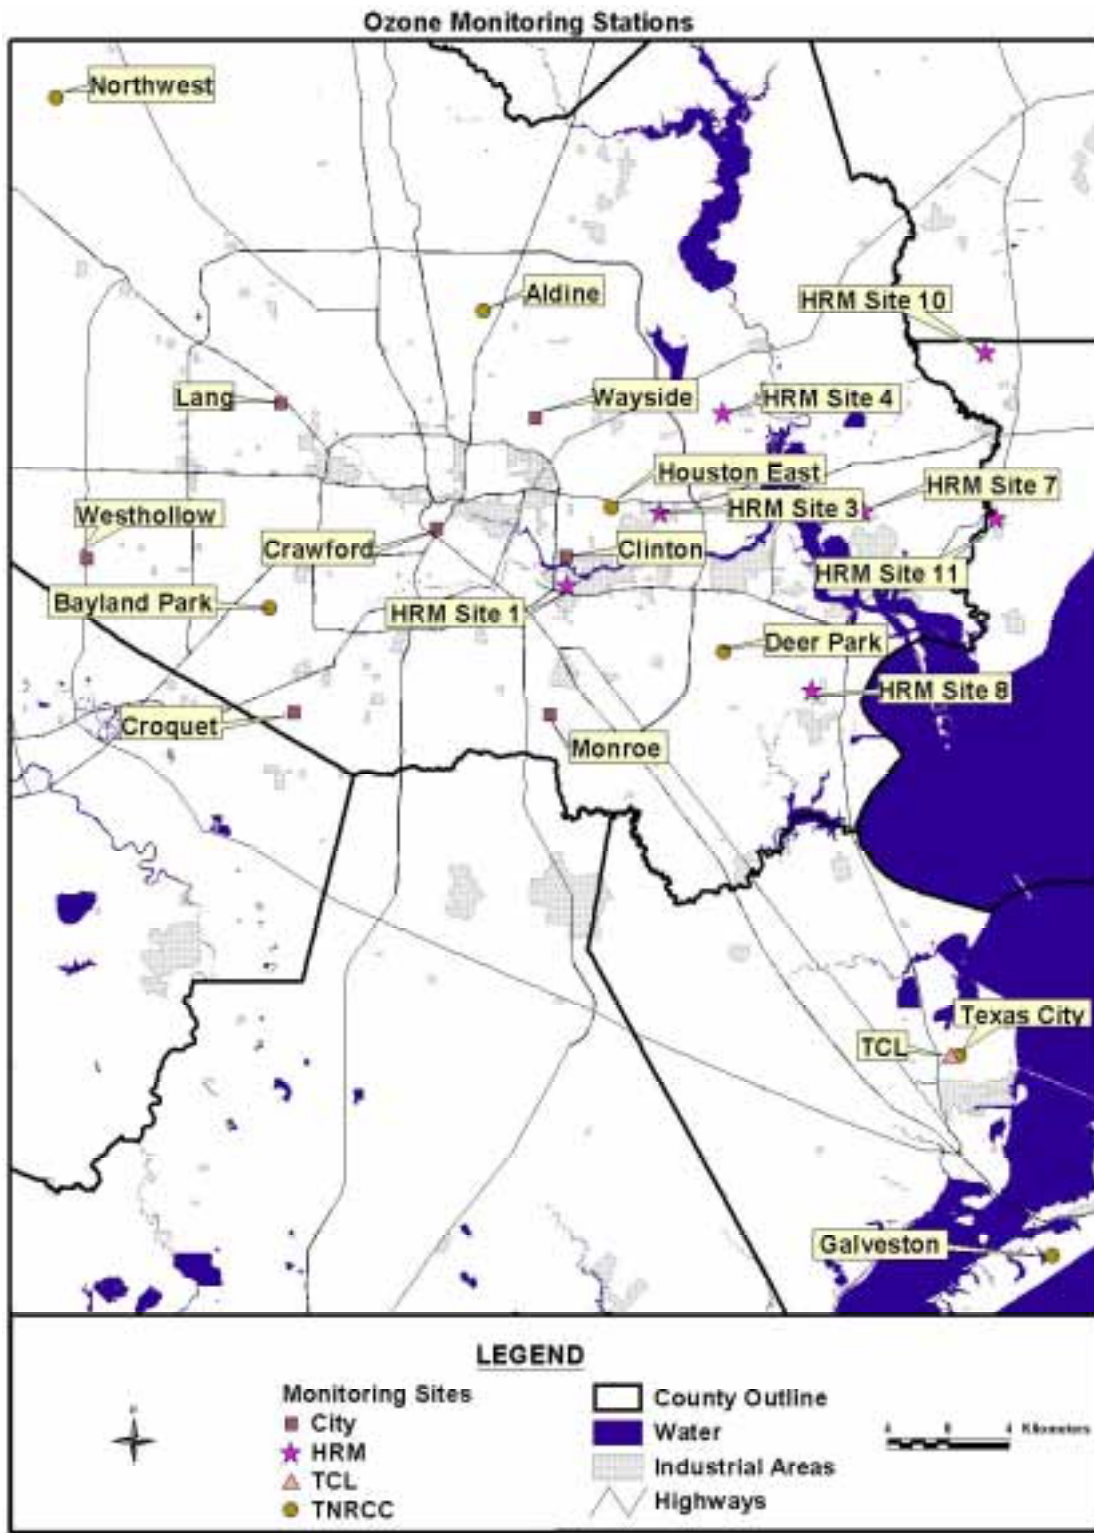 Ozone Monitoring Stations
Northwest
Aldine
HRM Site 10
Lang
Wayside
HRM Site 4
Houston East
HRM Site 7
Westhollow
HRM Site 3
Crawford
Clinton
HRM Site 11
Bayland Park
HRM Site 1
Deer Park
HRM Site 8
Croquet
Monroe
Texas City
TCL
Galveston
LEGEND
Monitoring Sites
City
HRM
TCL
TNRCC
County Outline
Water
Industrial Areas
Highways
4 0 4 Kilometers